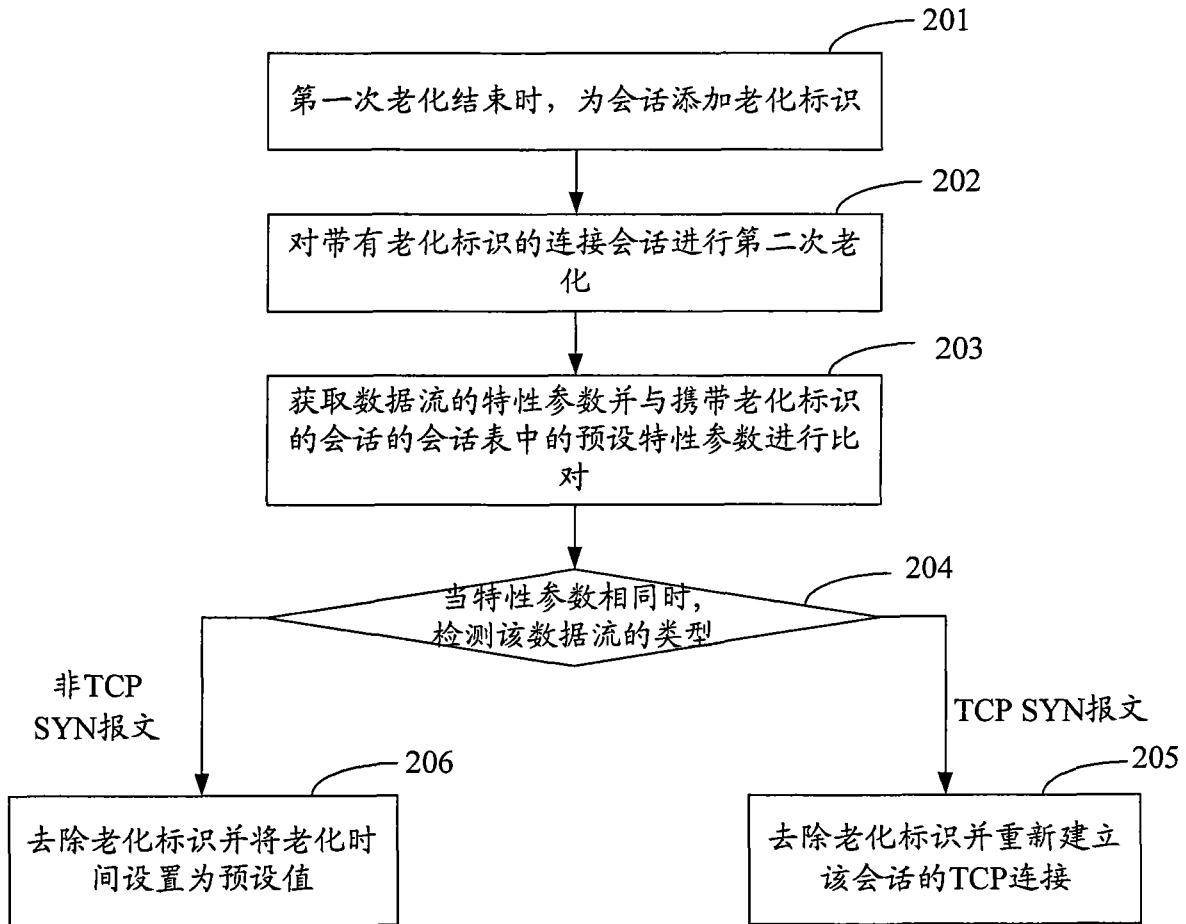 201
第一次老化结束时，为会话添加老化标识
202
对带有老化标识的连接会话进行第二次老
化
203
获取数据流的特性参数并与携带老化标识
的会话的会话表中的预设特性参数进行比
对
204
当特性参数相同时，
检测该数据流的类型
非TCP
SYN报文
TCP SYN报文
206
去除老化标识并将老化时
间设置为预设值
205
去除老化标识并重新建立
该会话的TCP连接